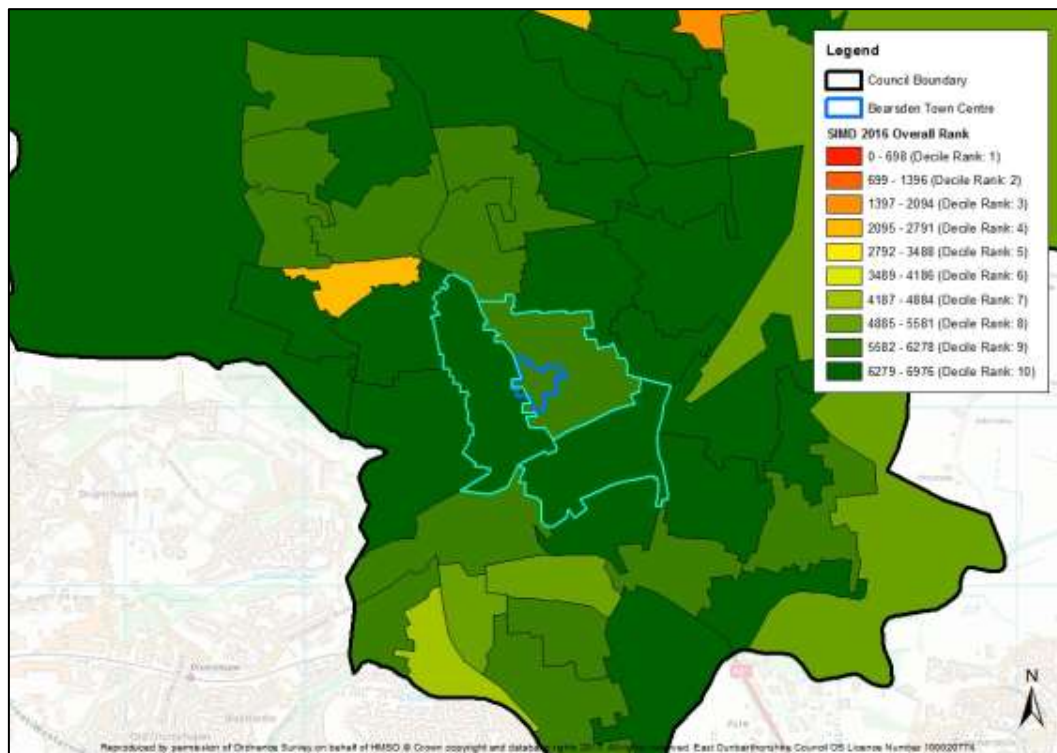 Legend
Council Boundary
Bearsden Town Centre
SIMD 2016 Overall Rank
0 - 698 (Decile Rank: 1)
699 - 1396 (Decile Rank: 2)
1397 - 2094 (Decile Rank: 3)
2095 - 2791 (Decile Rank: 4)
2792 - 3488 (Decile Rank: 5)
3489 - 4186 (Decile Rank: 6)
4187 - 4884 (Decile Rank: 7)
4885 - 5581 (Decile Rank: 8)
5582 - 6278 (Decile Rank: 9)
6279 - 6976 (Decile Rank: 10)
N
Reproduced by permission of Ordnance Survey on behalf of HMSO © Crown copyright and database rights All rights reserved. East Dunbartonshire Council OS Licence Number